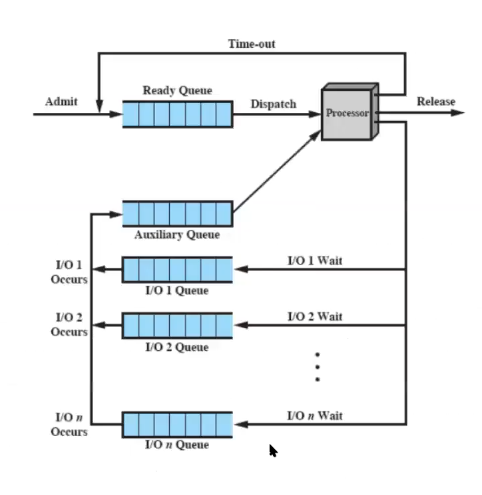 Time-out
Ready Queue
Admit
Dispatch
Processor
Release
Auxiliary Queue
I/O 1
Occurs
I/O 1 Wait
I/O 1 Queue
I/O 2
Occurs
I/O 2 Wait
I/O 2 Queue
I/O n
Occurs
I/O n Wait
I/O n Queue